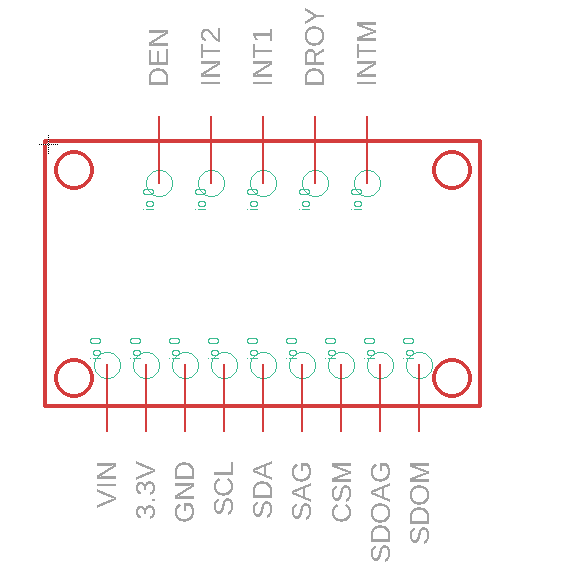 DEN
INT2
INT1
DROY
INTM
io 0
io 0
io 0
io 0
io 0
io 0
io 0
io 0
io 0
io 0
io 0
io 0
io 0
io 0
VIN
3.3V
GND
SCL
SDA
SAG
CSM
SDOAG
SDOM